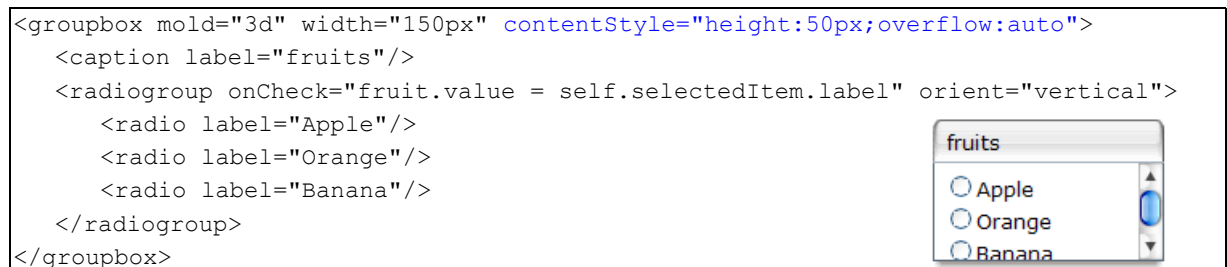 <groupbox mold="3d" width="150px" contentStyle="height:50px;overflow:auto">
<caption label="fruits"/>
<radiogroup onCheck="fruit.value = self.selectedItem.label" orient="vertical">
<radio label="Apple"/>
<radio label="Orange"/>
<radio label="Banana"/>
</radiogroup>
</groupbox>
fruits
Apple
Orange
Banana